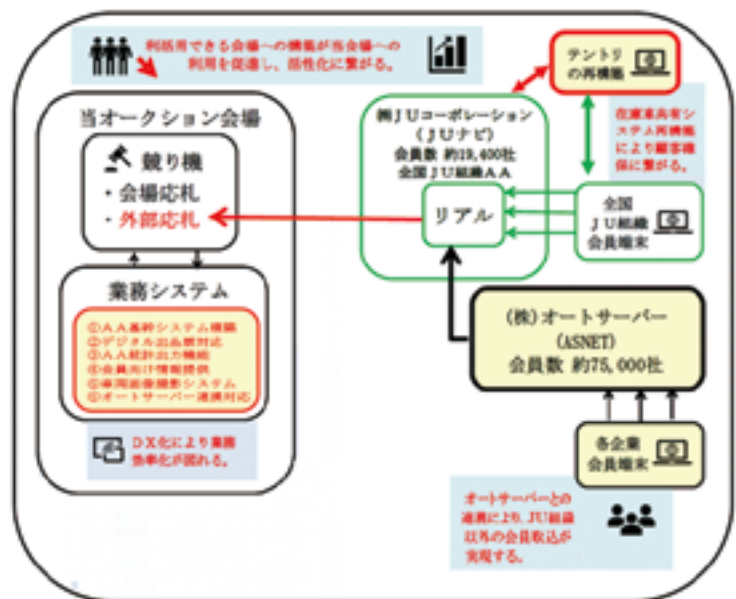 利活用できる会場への構築が当会場への
利用を促進し、活性化に繋がる。
当オークション会場
競り機
・会場応札
・外部応札
業務システム
①AA基幹システム構築
②デジタル出品票対応
③AA統計出力機能
④会員向け情報提供
⑤車両画像撮影システム
⑥オートサーバー連携対応
DX化により業務
効率化が図れる。
㈱JUコーポレーション
(JUナビ)
会員数 約19,400社
全国JU組織AA
リアル
テントリ
の再構築
在庫車共有シ
ステム再構築
により顧客確
保に繋がる。
全国
JU組織
会員端末
(株)オートサーバー
(ASNET)
会員数 約75,000社
各企業
会員端末
オートサーバーとの
連携により、JU組織
以外の会員取込が
実現する。